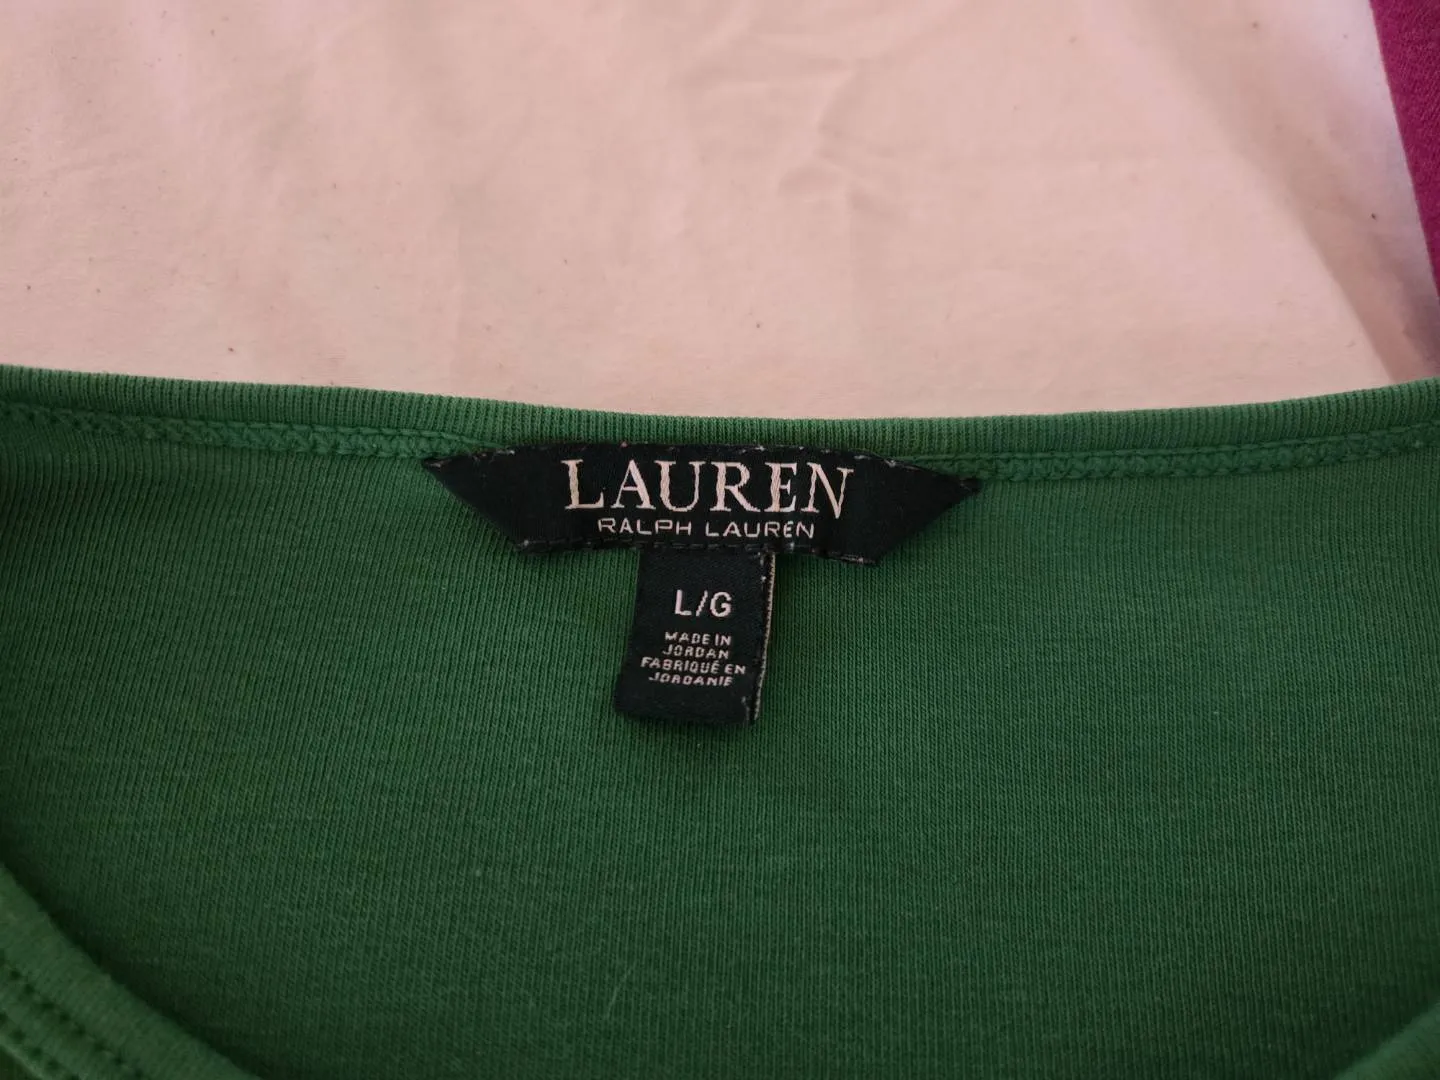 LAUREN
RALPH LAUREN
L/G
MADE IN
JORDAN
FABRIQUÉ EN
JORDANIE